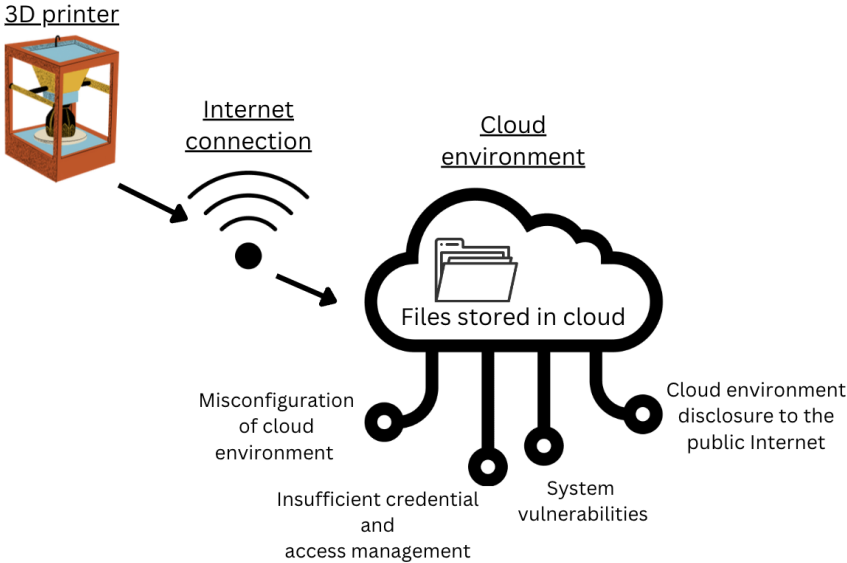 3D printer
Internet
connection
Cloud
environment
Files stored in cloud
Misconfiguration
of cloud
environment
Insufficient credential
and
access management
System
vulnerabilities
Cloud environment
disclosure to the
public Internet